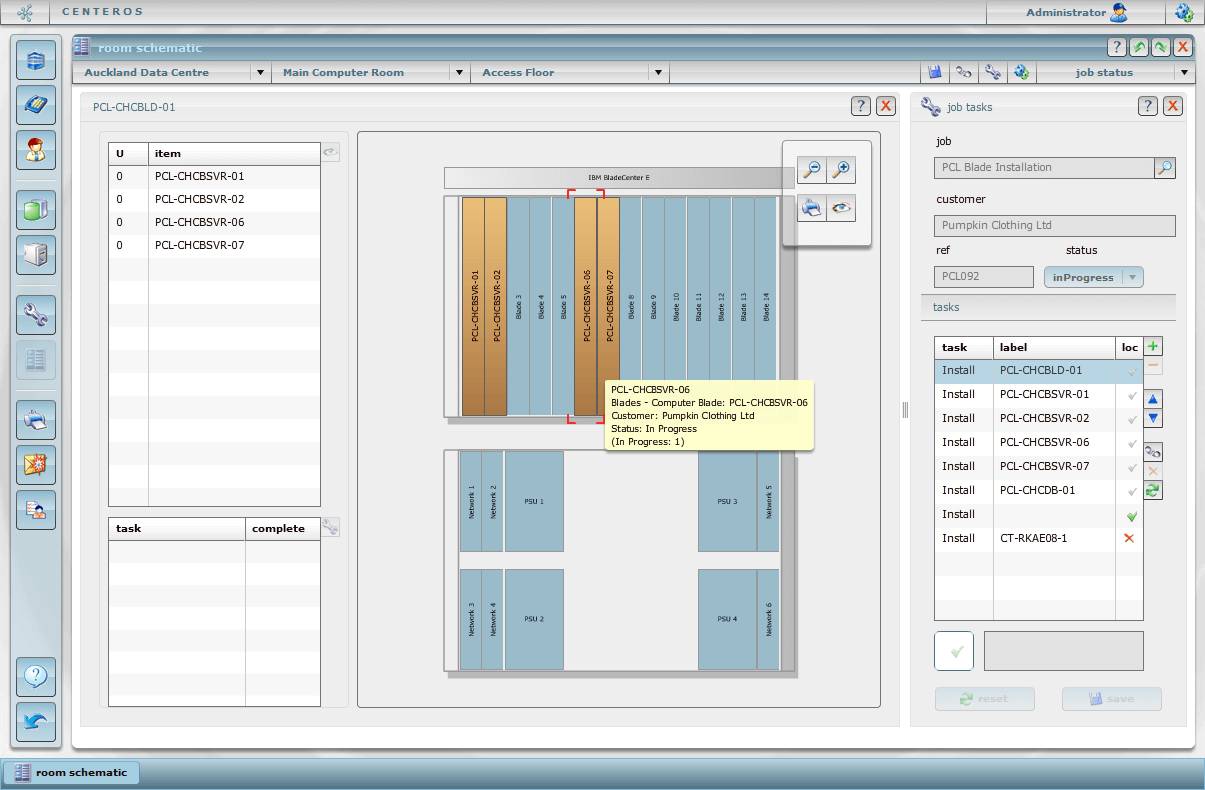 CENTEROS
Administrator
room schematic
?
X
Auckland Data Centre
Main Computer Room
Access Floor
job status
PCL-CHCBLD-01
?
X
U item
0 PCL-CHCBSVR-01
0 PCL-CHCBSVR-02
0 PCL-CHCBSVR-06
0 PCL-CHCBSVR-07
task complete
IBM BladeCenter E
PCL-CHCBSVR-01
PCL-CHCBSVR-02
Blade 3
Blade 4
Blade 5
PCL-CHCBSVR-06
PCL-CHCBSVR-07
Blade 8
Blade 9
Blade 10
Blade 11
Blade 12
Blade 13
Blade 14
PCL-CHCBSVR-06
Blades - Computer Blade: PCL-CHCBSVR-06
Customer: Pumpkin Clothing Ltd
Status: In Progress
(In Progress: 1)
Network 1
Network 2
PSU 1
PSU 3
Network 5
Network 3
Network 4
PSU 2
PSU 4
Network 6
job tasks
?
X
job
PCL Blade Installation
customer
Pumpkin Clothing Ltd
ref status
PCL092 inProgress
tasks
task label loc
Install PCL-CHCBLD-01
Install PCL-CHCBSVR-01
Install PCL-CHCBSVR-02
Install PCL-CHCBSVR-06
Install PCL-CHCBSVR-07
Install PCL-CHCDB-01
Install
Install CT-RKAE08-1
reset save
?
room schematic